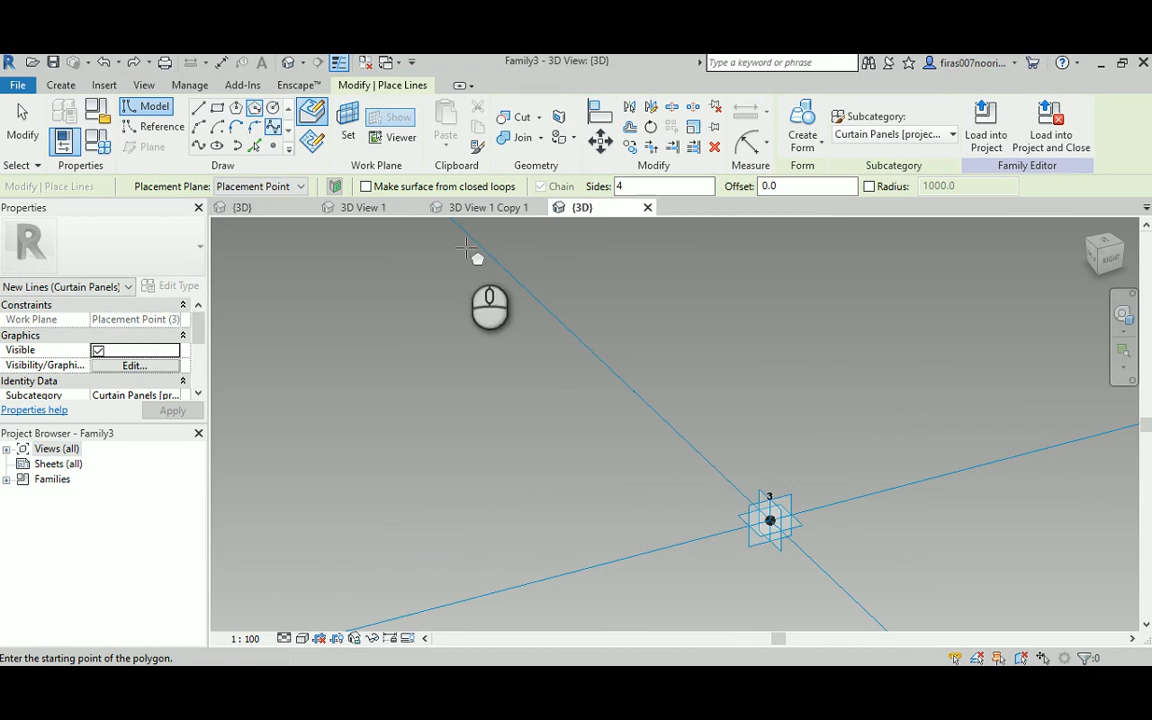 Family3 - 3D View: {3D}
Type a keyword or phrase
firas007noori...
File Create Insert View Manage Add-Ins Enscape™ Modify | Place Lines
Modify
Model
Reference
Plane
Set
Show
Viewer
Paste
Cut
Join
Create Form
Subcategory:
Curtain Panels [projec...
Load into Project
Load into Project and Close
Select Properties Draw Work Plane Clipboard Geometry Modify Measure Form Subcategory Family Editor
Modify | Place Lines Placement Plane: Placement Point Make surface from closed loops Chain Sides: 4 Offset: 0.0 Radius: 1000.0
Properties
{3D} 3D View 1 3D View 1 Copy 1 {3D}
RIGHT
New Lines (Curtain Panels) Edit Type
Constraints
Work Plane Placement Point (3)
Graphics
Visible
Visibility/Graphi... Edit...
Identity Data
Subcategory Curtain Panels [pr...
Properties help Apply
Project Browser - Family3
Views (all)
Sheets (all)
Families
3
1 : 100
Enter the starting point of the polygon.
:0